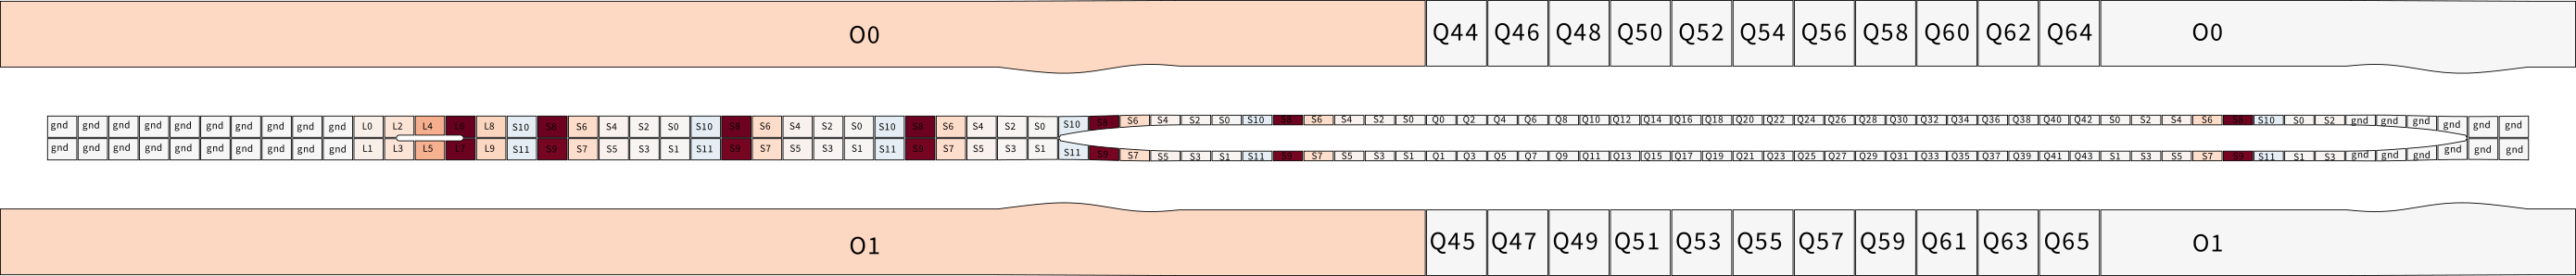 O0 Q44 Q46 Q48 Q50 Q52 Q54 Q56 Q58 Q60 Q62 Q64 O0
gnd gnd gnd gnd gnd gnd gnd gnd gnd gnd L0 L2 L4 L6 L8 S10 S8 S6 S4 S2 S0 S10 S8 S6 S4 S2 S0 S10 S8 S6 S4 S2 S0 S10 S8 S6 S4 S2 S0 S10 S8 S6 S4 S2 S0 Q0 Q2 Q4 Q6 Q8 Q10 Q12 Q14 Q16 Q18 Q20 Q22 Q24 Q26 Q28 Q30 Q32 Q34 Q36 Q38 Q40 Q42 S0 S2 S4 S6 S8 S10 S0 S2 gnd gnd gnd gnd gnd gnd
gnd gnd gnd gnd gnd gnd gnd gnd gnd gnd L1 L3 L5 L7 L9 S11 S9 S7 S5 S3 S1 S11 S9 S7 S5 S3 S1 S11 S9 S7 S5 S3 S1 S11 S9 S7 S5 S3 S1 S11 S9 S7 S5 S3 S1 Q1 Q3 Q5 Q7 Q9 Q11 Q13 Q15 Q17 Q19 Q21 Q23 Q25 Q27 Q29 Q31 Q33 Q35 Q37 Q39 Q41 Q43 S1 S3 S5 S7 S9 S11 S1 S3 gnd gnd gnd gnd gnd gnd
O1 Q45 Q47 Q49 Q51 Q53 Q55 Q57 Q59 Q61 Q63 Q65 O1